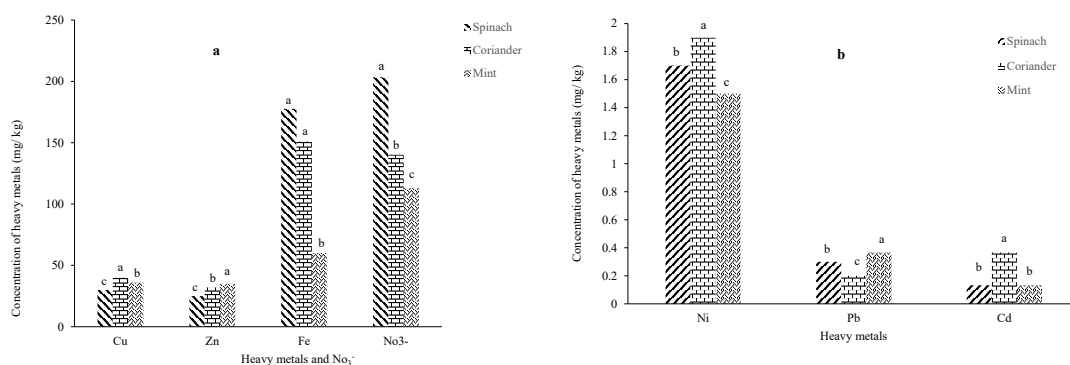 a
Concentration of heavy metals (mg/ kg)
250
200
150
100
50
0
Spinach
Coriander
Mint
c a b
c b a
a a b
a b c
Cu Zn Fe No3-
Heavy metals and No3-
b
Concentration of heavy metals (mg/ kg)
2
1.8
1.6
1.4
1.2
1
0.8
0.6
0.4
0.2
0
Spinach
Coriander
Mint
b a c
b c a
b a b
Ni Pb Cd
Heavy metals